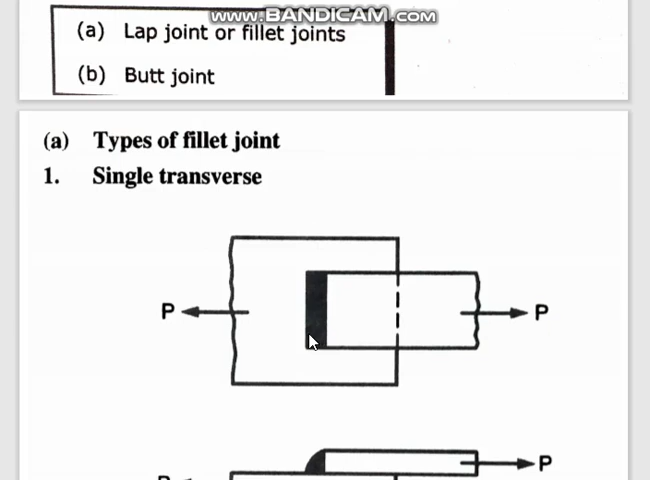 www.BANDICAM.com
(a) Lap joint or fillet joints
(b) Butt joint
(a) Types of fillet joint
1. Single transverse
P P
P